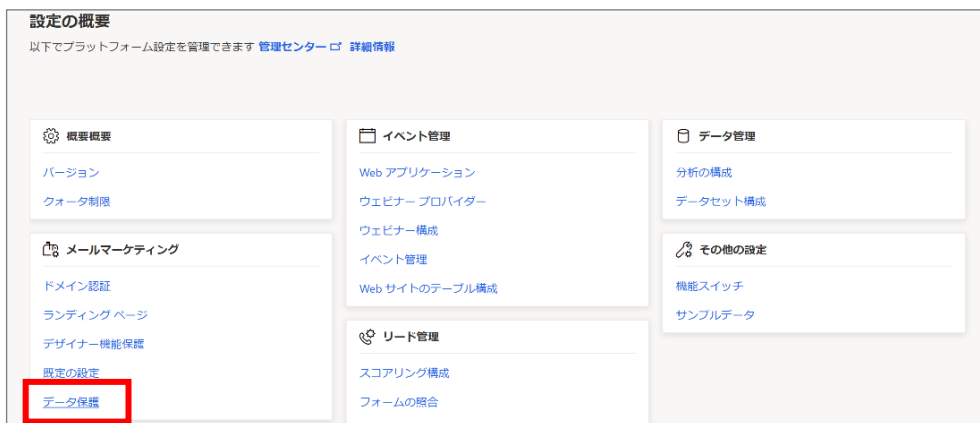 設定の概要
以下でプラットフォーム設定を管理できます 管理センター 詳細情報
概要概要
バージョン
クォータ制限
メールマーケティング
ドメイン認証
ランディング ページ
デザイナー機能保護
既定の設定
データ保護
イベント管理
Web アプリケーション
ウェビナー プロバイダー
ウェビナー構成
イベント管理
Web サイトのテーブル構成
リード管理
スコアリング構成
フォームの照合
データ管理
分析の構成
データセット構成
その他の設定
機能スイッチ
サンプルデータ